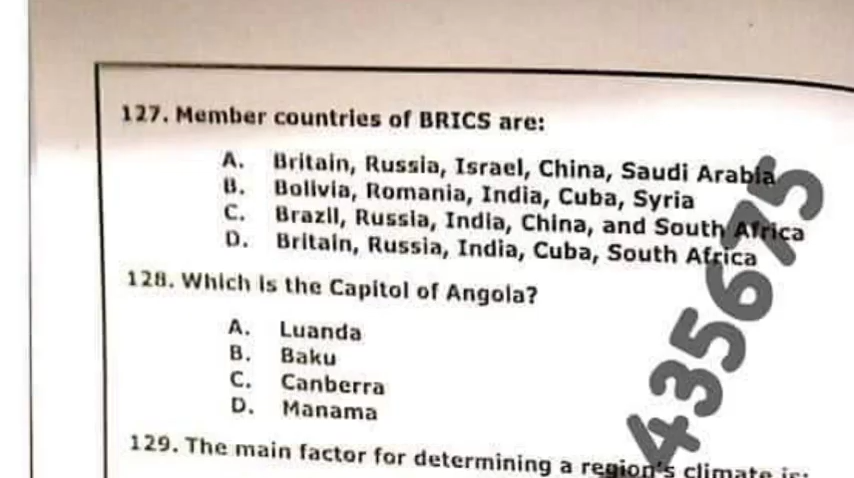 127. Member countries of BRICS are:
A. Britain, Russia, Israel, China, Saudi Arabia
B. Bolivia, Romania, India, Cuba, Syria
C. Brazil, Russia, India, China, and South Africa
D. Britain, Russia, India, Cuba, South Africa
128. Which is the Capitol of Angola?
A. Luanda
B. Baku
C. Canberra
D. Manama
129. The main factor for determining a region's climate is:
435675